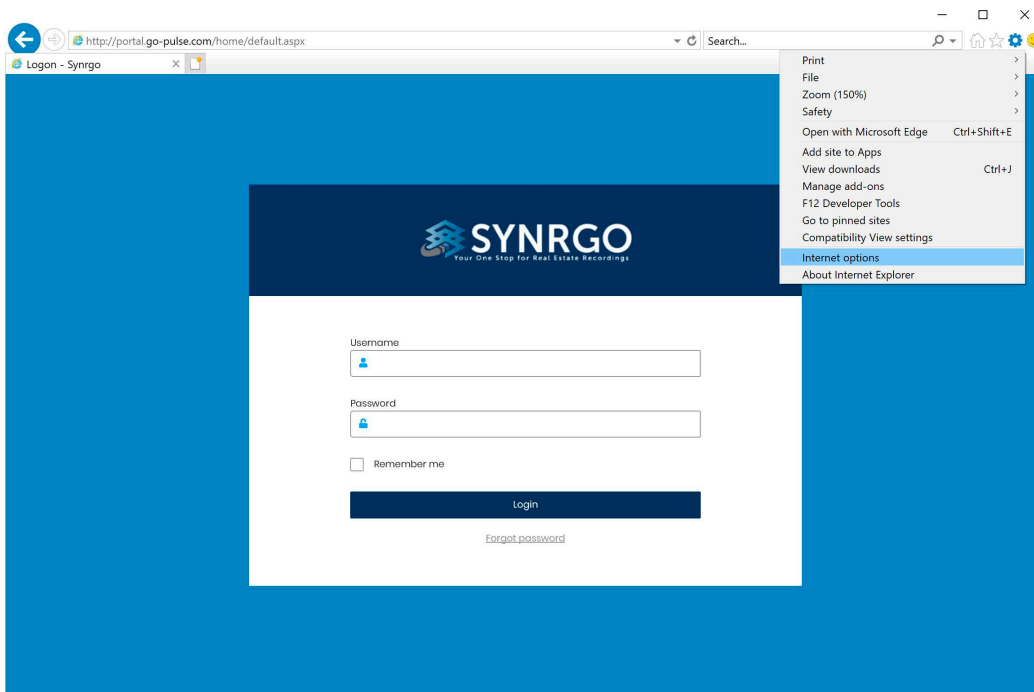 http://portal.go-pulse.com/home/default.aspx
Search...
Logon - Synrgo
Print
File
Zoom (150%)
Safety
Open with Microsoft Edge Ctrl+Shift+E
Add site to Apps
View downloads Ctrl+J
Manage add-ons
F12 Developer Tools
Go to pinned sites
Compatibility View settings
Internet options
About Internet Explorer
SYNRGO
Your One Stop for Real Estate Recordings
Username
Password
Remember me
Login
Forgot password